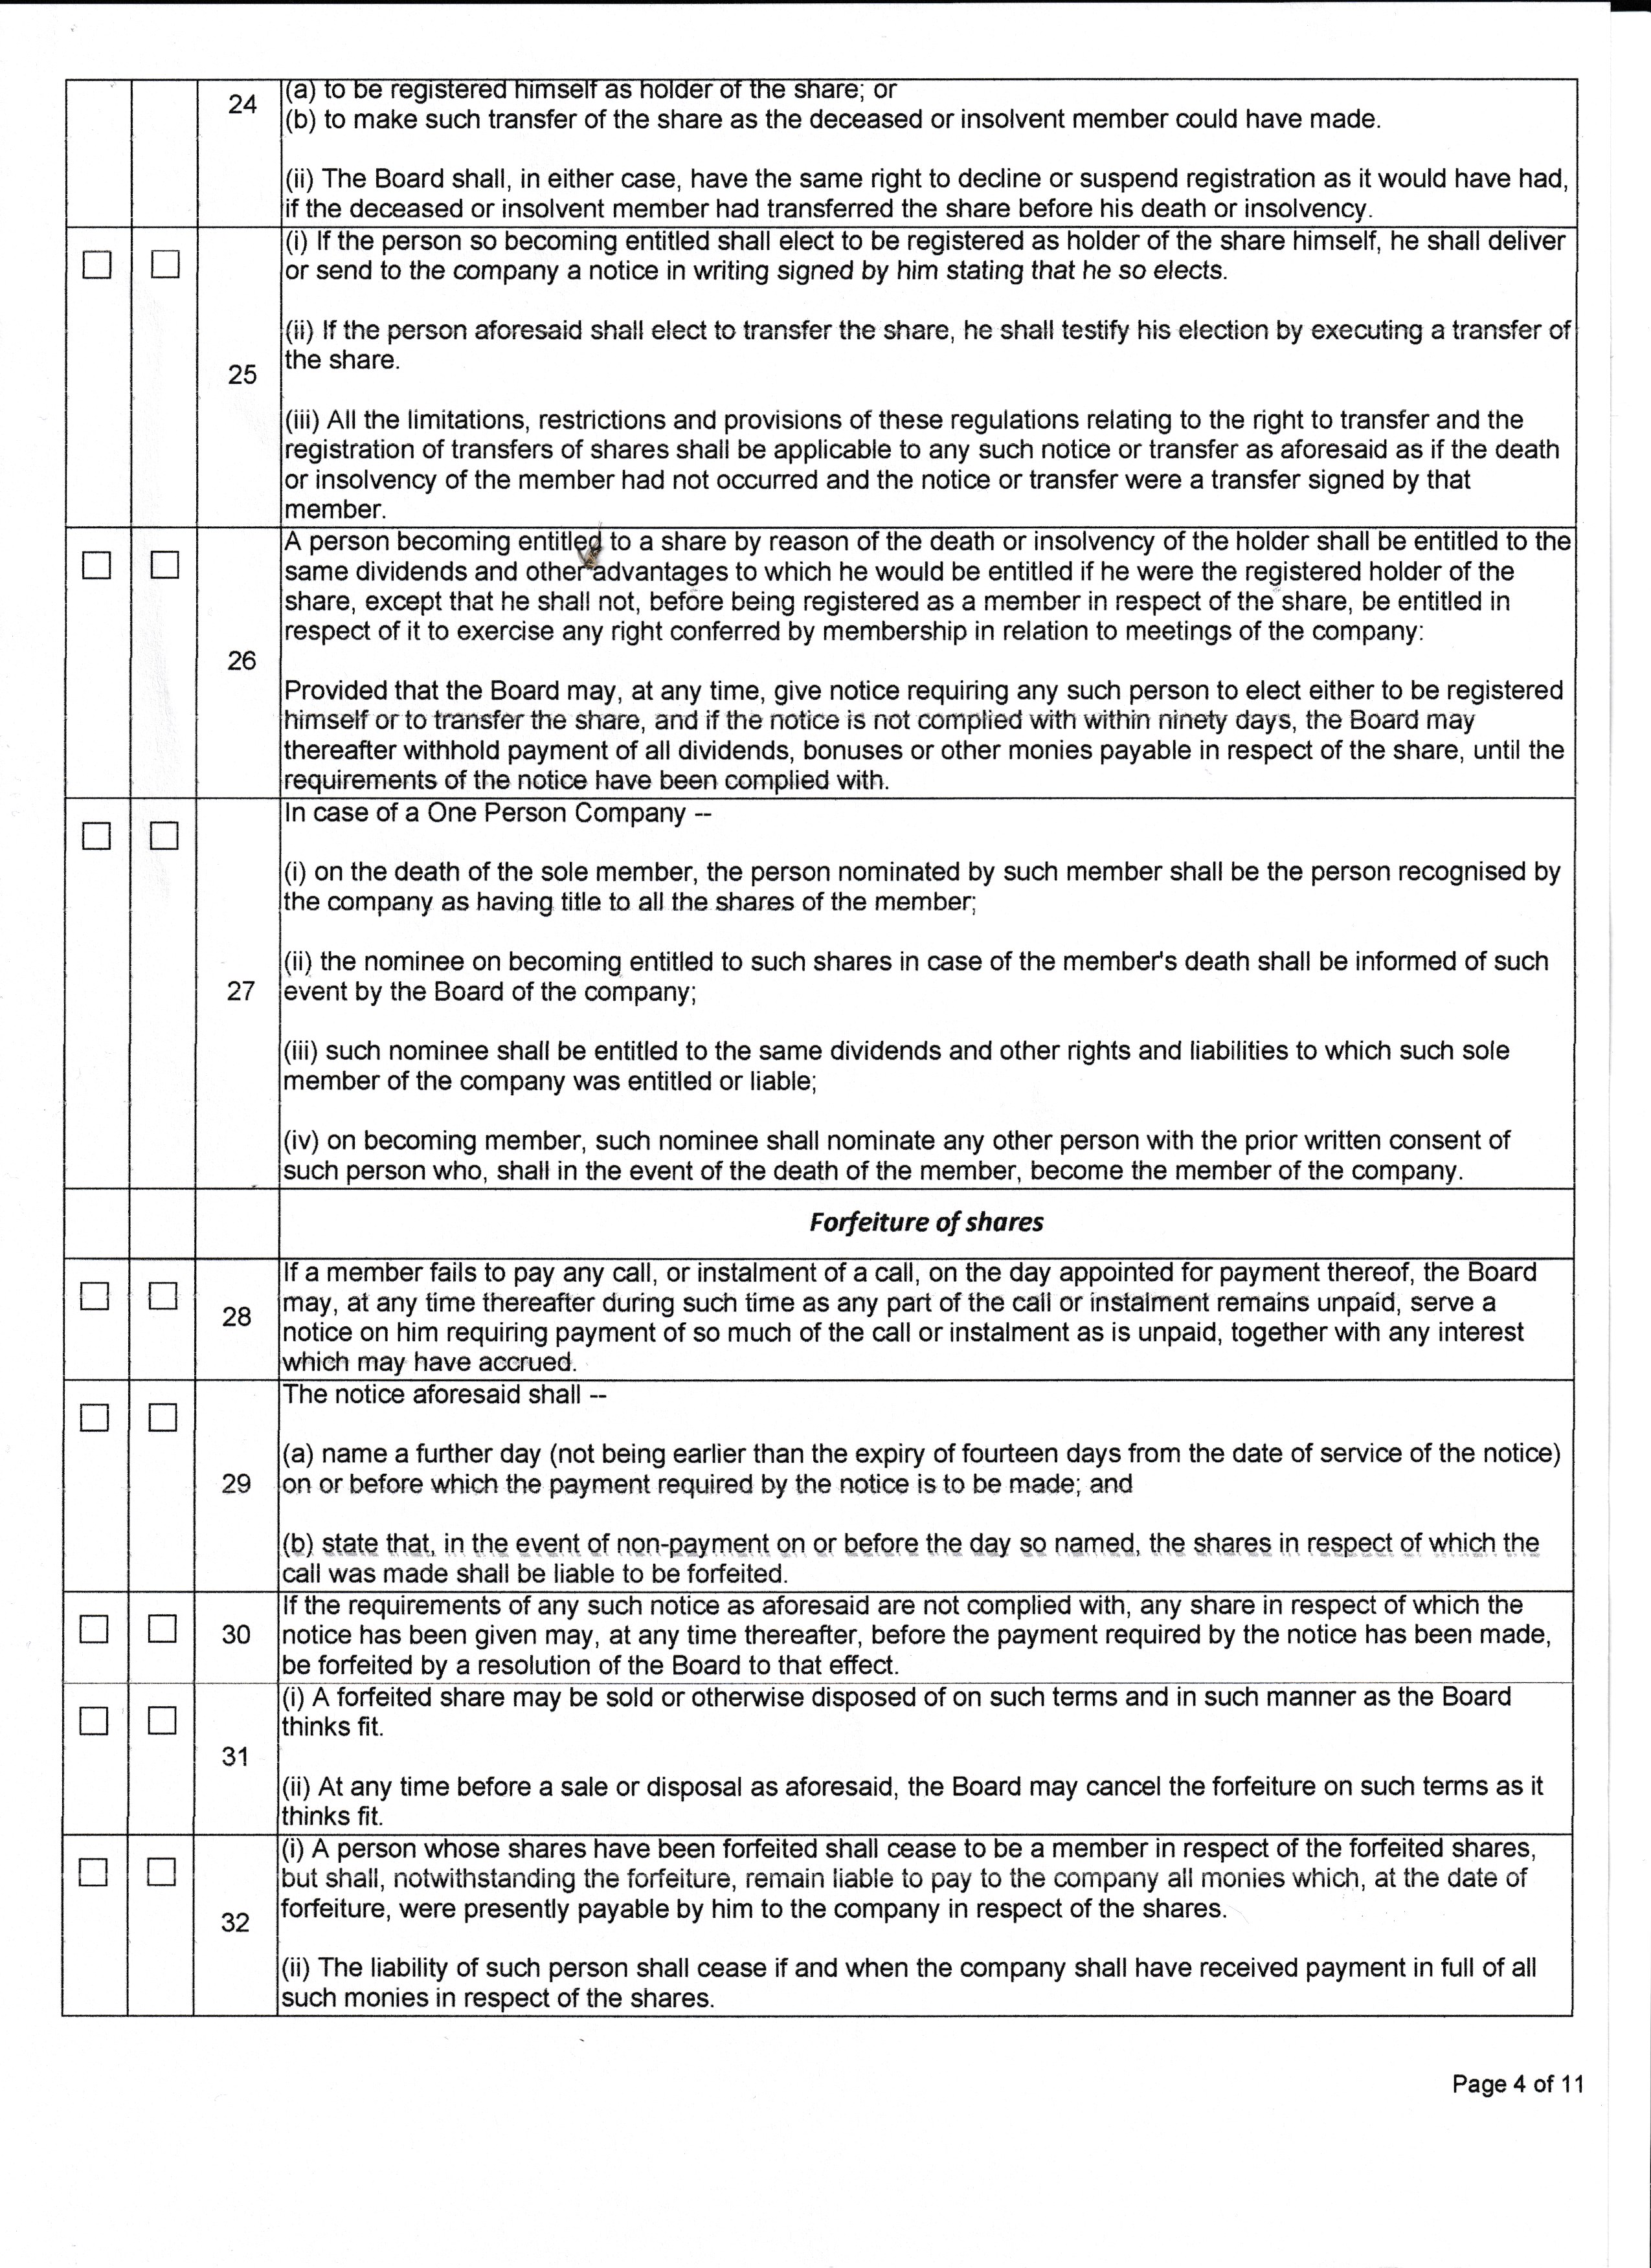 24
(a) to be registered himself as holder of the share; or
(b) to make such transfer of the share as the deceased or insolvent member could have made.
(ii) The Board shall, in either case, have the same right to decline or suspend registration as it would have had,
if the deceased or insolvent member had transferred the share before his death or insolvency.
25
(i) If the person so becoming entitled shall elect to be registered as holder of the share himself, he shall deliver
or send to the company a notice in writing signed by him stating that he so elects.
(ii) If the person aforesaid shall elect to transfer the share, he shall testify his election by executing a transfer of
the share.
(iii) All the limitations, restrictions and provisions of these regulations relating to the right to transfer and the
registration of transfers of shares shall be applicable to any such notice or transfer as aforesaid as if the death
or insolvency of the member had not occurred and the notice or transfer were a transfer signed by that
member.
26
A person becoming entitled to a share by reason of the death or insolvency of the holder shall be entitled to the
same dividends and other advantages to which he would be entitled if he were the registered holder of the
share, except that he shall not, before being registered as a member in respect of the share, be entitled in
respect of it to exercise any right conferred by membership in relation to meetings of the company:
Provided that the Board may, at any time, give notice requiring any such person to elect either to be registered
himself or to transfer the share, and if the notice is not complied with within ninety days, the Board may
thereafter withhold payment of all dividends, bonuses or other monies payable in respect of the share, until the
requirements of the notice have been complied with.
27
In case of a One Person Company --
(i) on the death of the sole member, the person nominated by such member shall be the person recognised by
the company as having title to all the shares of the member;
(ii) the nominee on becoming entitled to such shares in case of the member's death shall be informed of such
event by the Board of the company;
(iii) such nominee shall be entitled to the same dividends and other rights and liabilities to which such sole
member of the company was entitled or liable;
(iv) on becoming member, such nominee shall nominate any other person with the prior written consent of
such person who, shall in the event of the death of the member, become the member of the company.
Forfeiture of shares
28
If a member fails to pay any call, or instalment of a call, on the day appointed for payment thereof, the Board
may, at any time thereafter during such time as any part of the call or instalment remains unpaid, serve a
notice on him requiring payment of so much of the call or instalment as is unpaid, together with any interest
which may have accrued.
29
The notice aforesaid shall --
(a) name a further day (not being earlier than the expiry of fourteen days from the date of service of the notice)
on or before which the payment required by the notice is to be made; and
(b) state that, in the event of non-payment on or before the day so named, the shares in respect of which the
call was made shall be liable to be forfeited.
30
If the requirements of any such notice as aforesaid are not complied with, any share in respect of which the
notice has been given may, at any time thereafter, before the payment required by the notice has been made,
be forfeited by a resolution of the Board to that effect.
31
(i) A forfeited share may be sold or otherwise disposed of on such terms and in such manner as the Board
thinks fit.
(ii) At any time before a sale or disposal as aforesaid, the Board may cancel the forfeiture on such terms as it
thinks fit.
32
(i) A person whose shares have been forfeited shall cease to be a member in respect of the forfeited shares,
but shall, notwithstanding the forfeiture, remain liable to pay to the company all monies which, at the date of
forfeiture, were presently payable by him to the company in respect of the shares.
(ii) The liability of such person shall cease if and when the company shall have received payment in full of all
such monies in respect of the shares.
Page 4 of 11